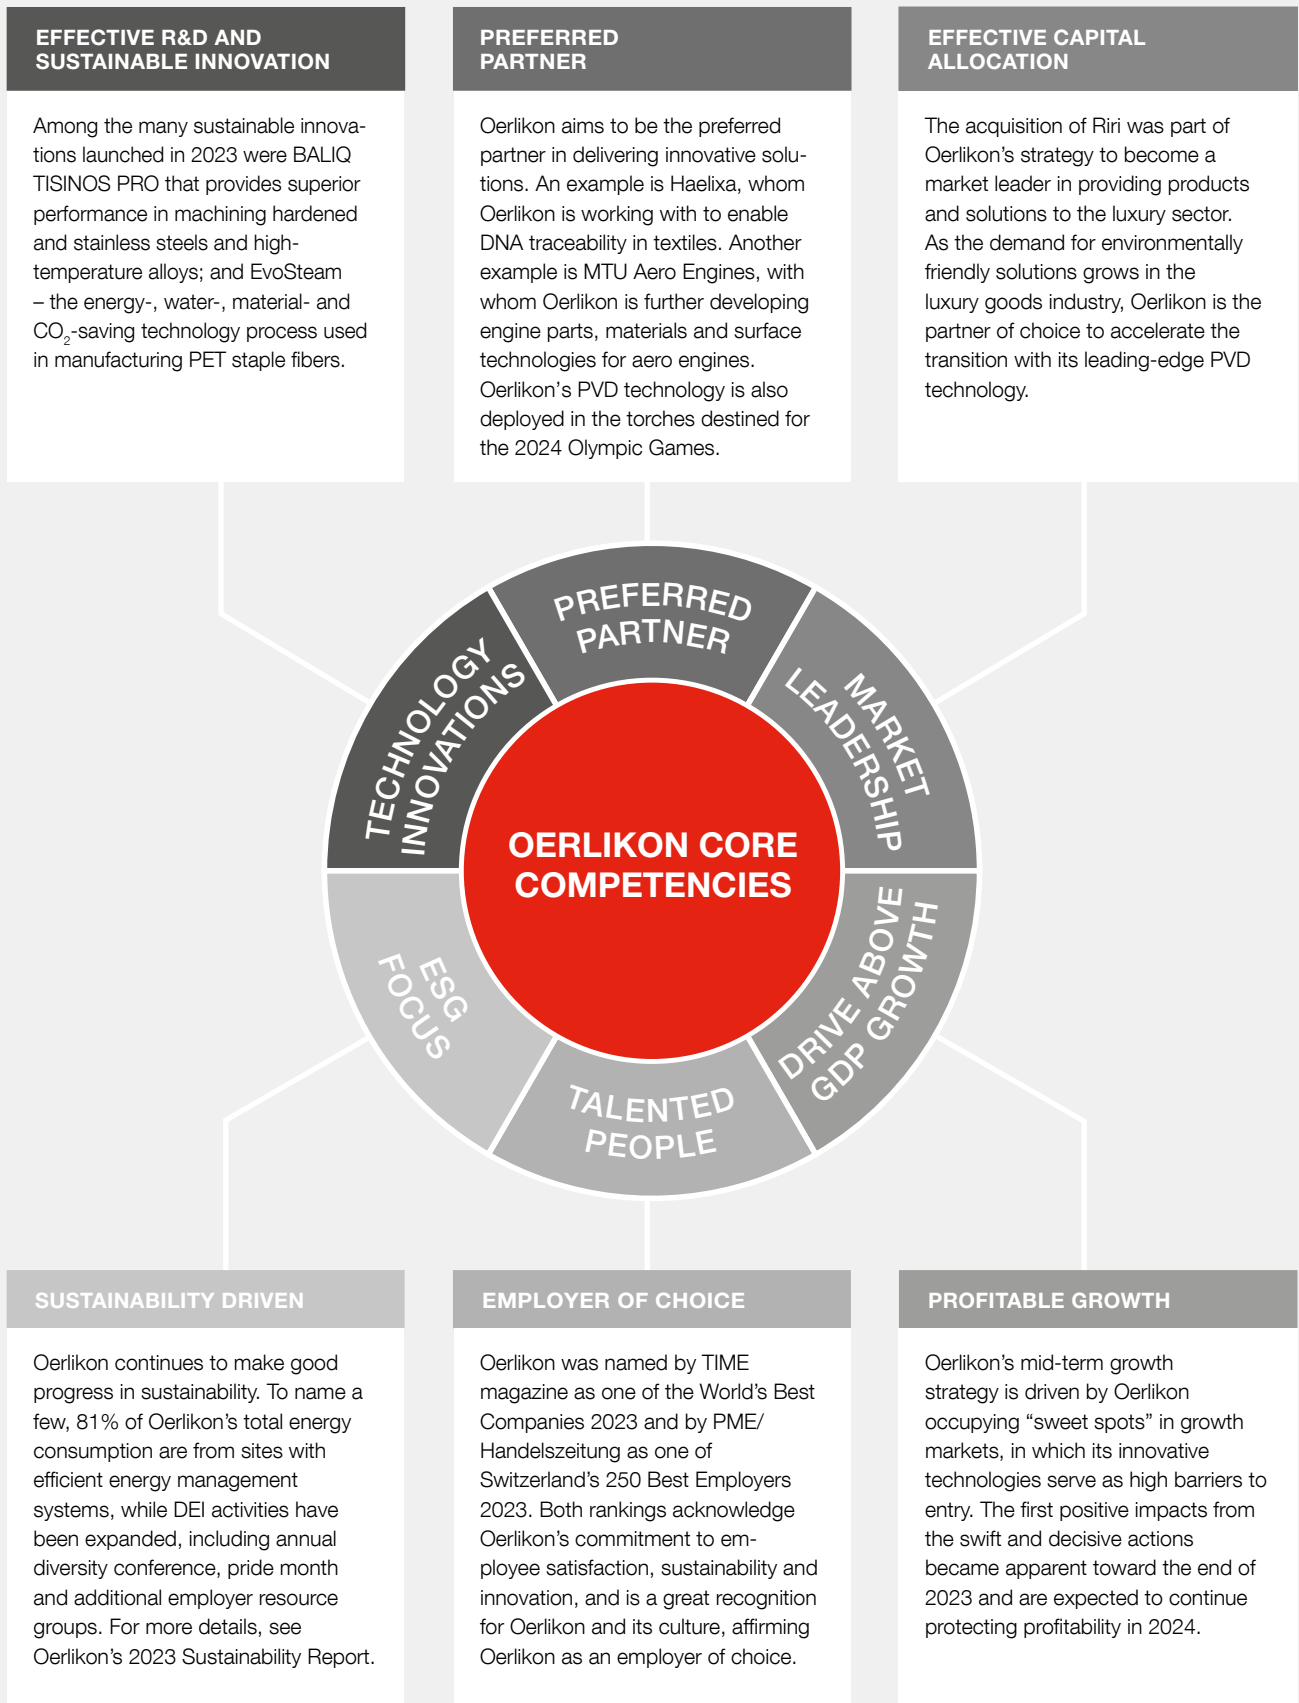 EFFECTIVE R&D AND
SUSTAINABLE INNOVATION
Among the many sustainable innova-
tions launched in 2023 were BALIQ
TISINOS PRO that provides superior
performance in machining hardened
and stainless steels and high-
temperature alloys; and EvoSteam
– the energy-, water-, material- and
CO₂-saving technology process used
in manufacturing PET staple fibers.
PREFERRED
PARTNER
Oerlikon aims to be the preferred
partner in delivering innovative solu-
tions. An example is Haelixa, whom
Oerlikon is working with to enable
DNA traceability in textiles. Another
example is MTU Aero Engines, with
whom Oerlikon is further developing
engine parts, materials and surface
technologies for aero engines.
Oerlikon's PVD technology is also
deployed in the torches destined for
the 2024 Olympic Games.
EFFECTIVE CAPITAL
ALLOCATION
The acquisition of Riri was part of
Oerlikon’s strategy to become a
market leader in providing products
and solutions to the luxury sector.
As the demand for environmentally
friendly solutions grows in the
luxury goods industry, Oerlikon is the
partner of choice to accelerate the
transition with its leading-edge PVD
technology.
TECHNOLOGY
INNOVATIONS
PREFERRED
PARTNER
MARKET
LEADERSHIP
OERLIKON CORE
COMPETENCIES
ESG
FOCUS
TALENTED
PEOPLE
DRIVE ABOVE
GDP GROWTH
SUSTAINABILITY DRIVEN
Oerlikon continues to make good
progress in sustainability. To name a
few, 81% of Oerlikon’s total energy
consumption are from sites with
efficient energy management
systems, while DEI activities have
been expanded, including annual
diversity conference, pride month
and additional employer resource
groups. For more details, see
Oerlikon’s 2023 Sustainability Report.
EMPLOYER OF CHOICE
Oerlikon was named by TIME
magazine as one of the World’s Best
Companies 2023 and by PME/
Handelszeitung as one of
Switzerland’s 250 Best Employers
2023. Both rankings acknowledge
Oerlikon’s commitment to em-
ployee satisfaction, sustainability and
innovation, and is a great recognition
for Oerlikon and its culture, affirming
Oerlikon as an employer of choice.
PROFITABLE GROWTH
Oerlikon’s mid-term growth
strategy is driven by Oerlikon
occupying “sweet spots” in growth
markets, in which its innovative
technologies serve as high barriers to
entry. The first positive impacts from
the swift and decisive actions
became apparent toward the end of
2023 and are expected to continue
protecting profitability in 2024.